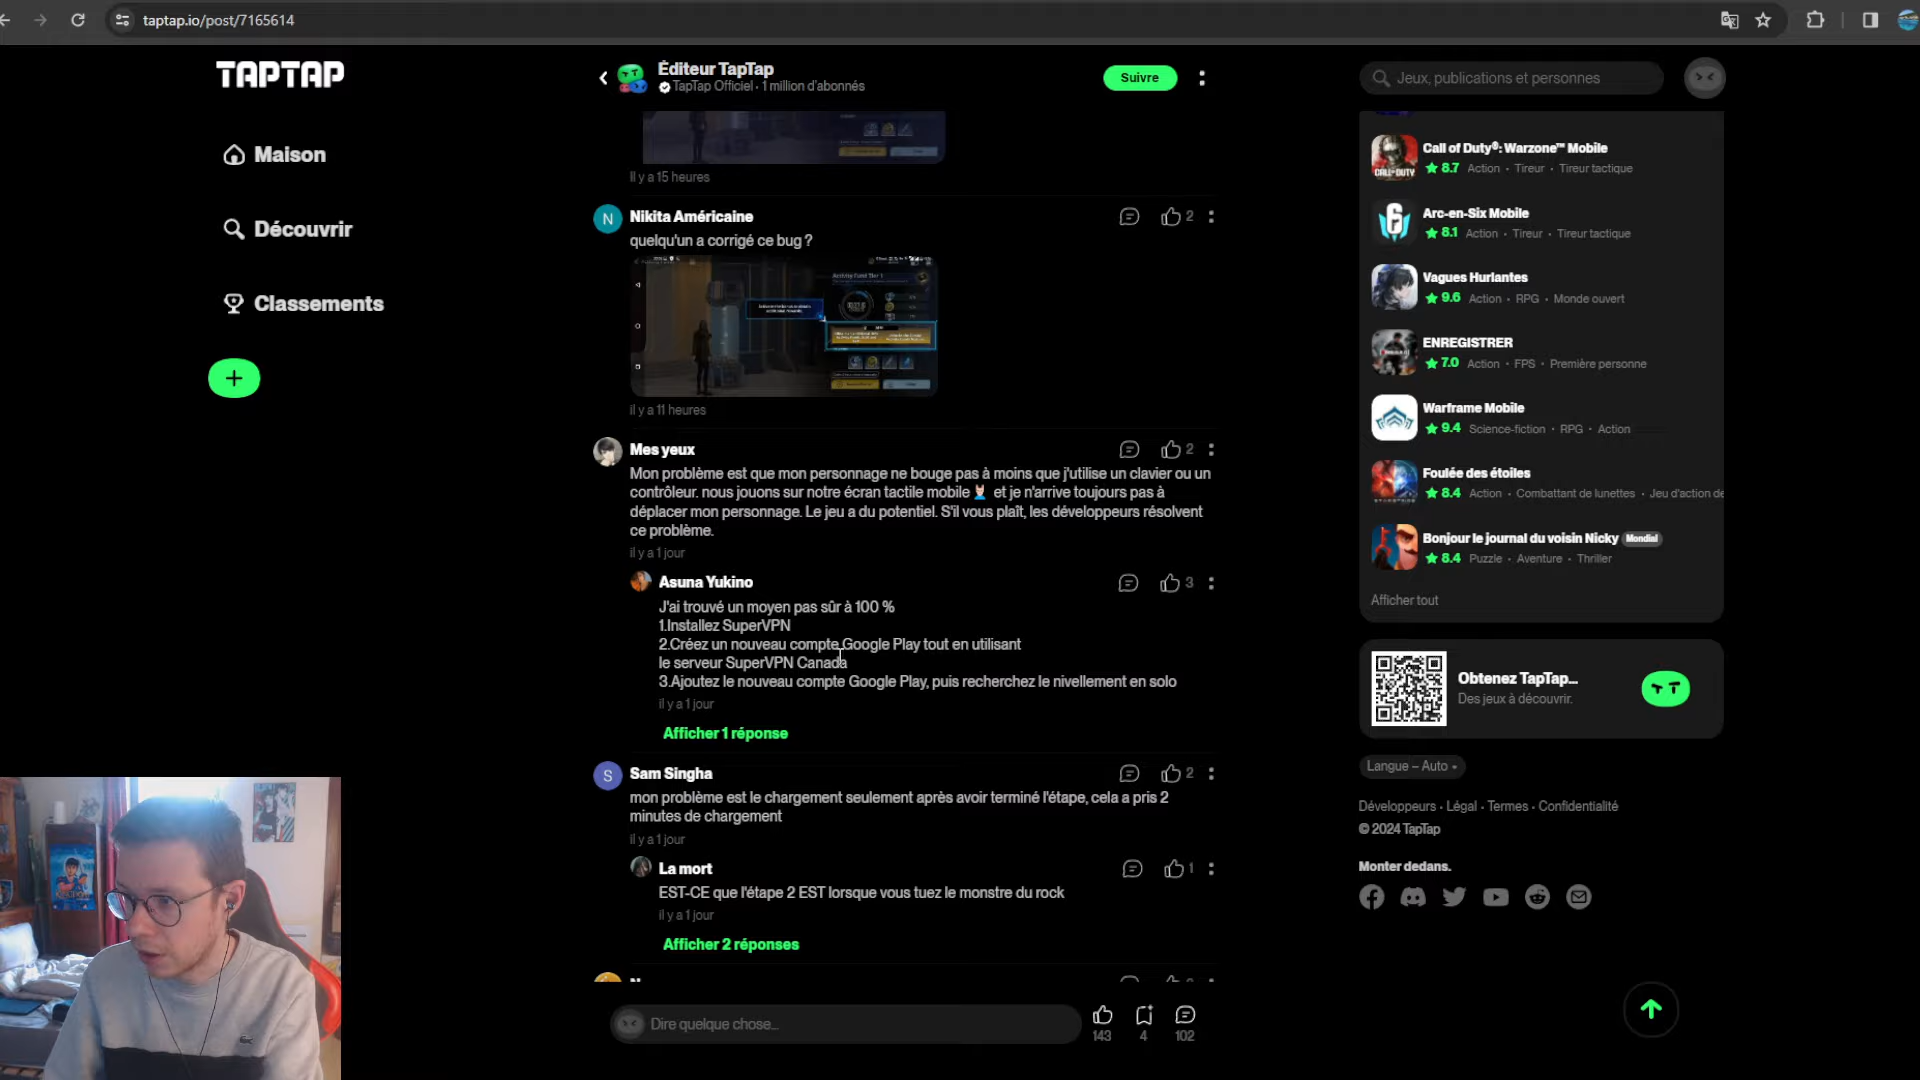 taptap.io/post/7165614
TAPTAP
Maison
Découvrir
Classements
Éditeur TapTap
TapTap Officiel · 1 million d'abonnés
Suivre
Il y a 15 heures
N
Nikita Américaine
2
quelqu'un a corrigé ce bug ?
il y a 11 heures
Mes yeux
2
Mon problème est que mon personnage ne bouge pas à moins que j'utilise un clavier ou un
contrôleur. nous jouons sur notre écran tactile mobile et je n'arrive toujours pas à
déplacer mon personnage. Le jeu a du potentiel. S'il vous plaît, les développeurs résolvent
ce problème.
il y a 1 jour
Asuna Yukino
3
J'ai trouvé un moyen pas sûr à 100 %
1.Installez SuperVPN
2.Créez un nouveau compte Google Play tout en utilisant
le serveur SuperVPN Canada
3.Ajoutez le nouveau compte Google Play, puis recherchez le nivellement en solo
il y a 1 jour
Afficher 1 réponse
S
Sam Singha
2
mon problème est le chargement seulement après avoir terminé l'étape, cela a pris 2
minutes de chargement
il y a 1 jour
La mort
1
EST-CE que l'étape 2 EST lorsque vous tuez le monstre du rock
il y a 1 jour
Afficher 2 réponses
Dire quelque chose...
143
4
102
Jeux, publications et personnes
Call of Duty®: Warzone™ Mobile
8.7 Action · Tireur · Tireur tactique
Arc-en-Six Mobile
8.1 Action · Tireur · Tireur tactique
Vagues Hurlantes
9.6 Action · RPG · Monde ouvert
ENREGISTRER
7.0 Action · FPS · Première personne
Warframe Mobile
9.4 Science-fiction · RPG · Action
Foulée des étoiles
8.4 Action · Combattant de lunettes · Jeu d'action de
Bonjour le journal du voisin Nicky Mondial
8.4 Puzzle · Aventure · Thriller
Afficher tout
Obtenez TapTap...
Des jeux à découvrir.
Langue – Auto
Développeurs · Légal · Termes · Confidentialité
© 2024 TapTap
Monter dedans.